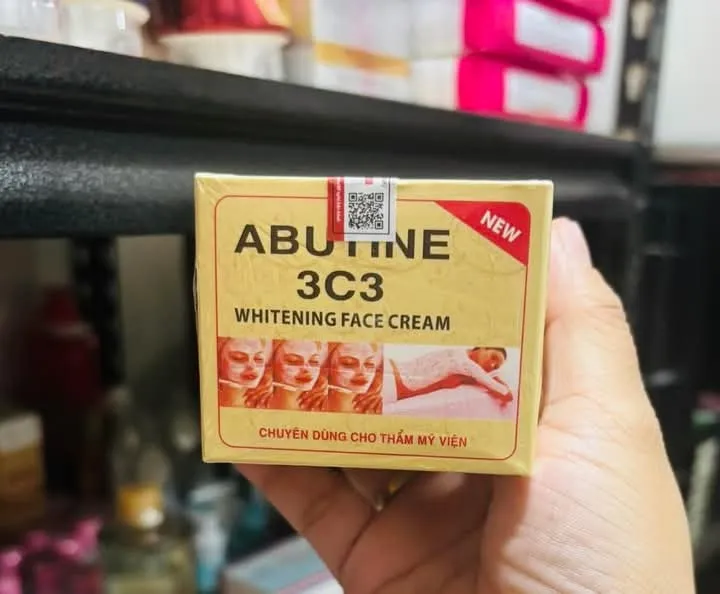 NEW
ABUTINE
3C3
WHITENING FACE CREAM
CHUYÊN DÙNG CHO THẨM MỸ VIỆN